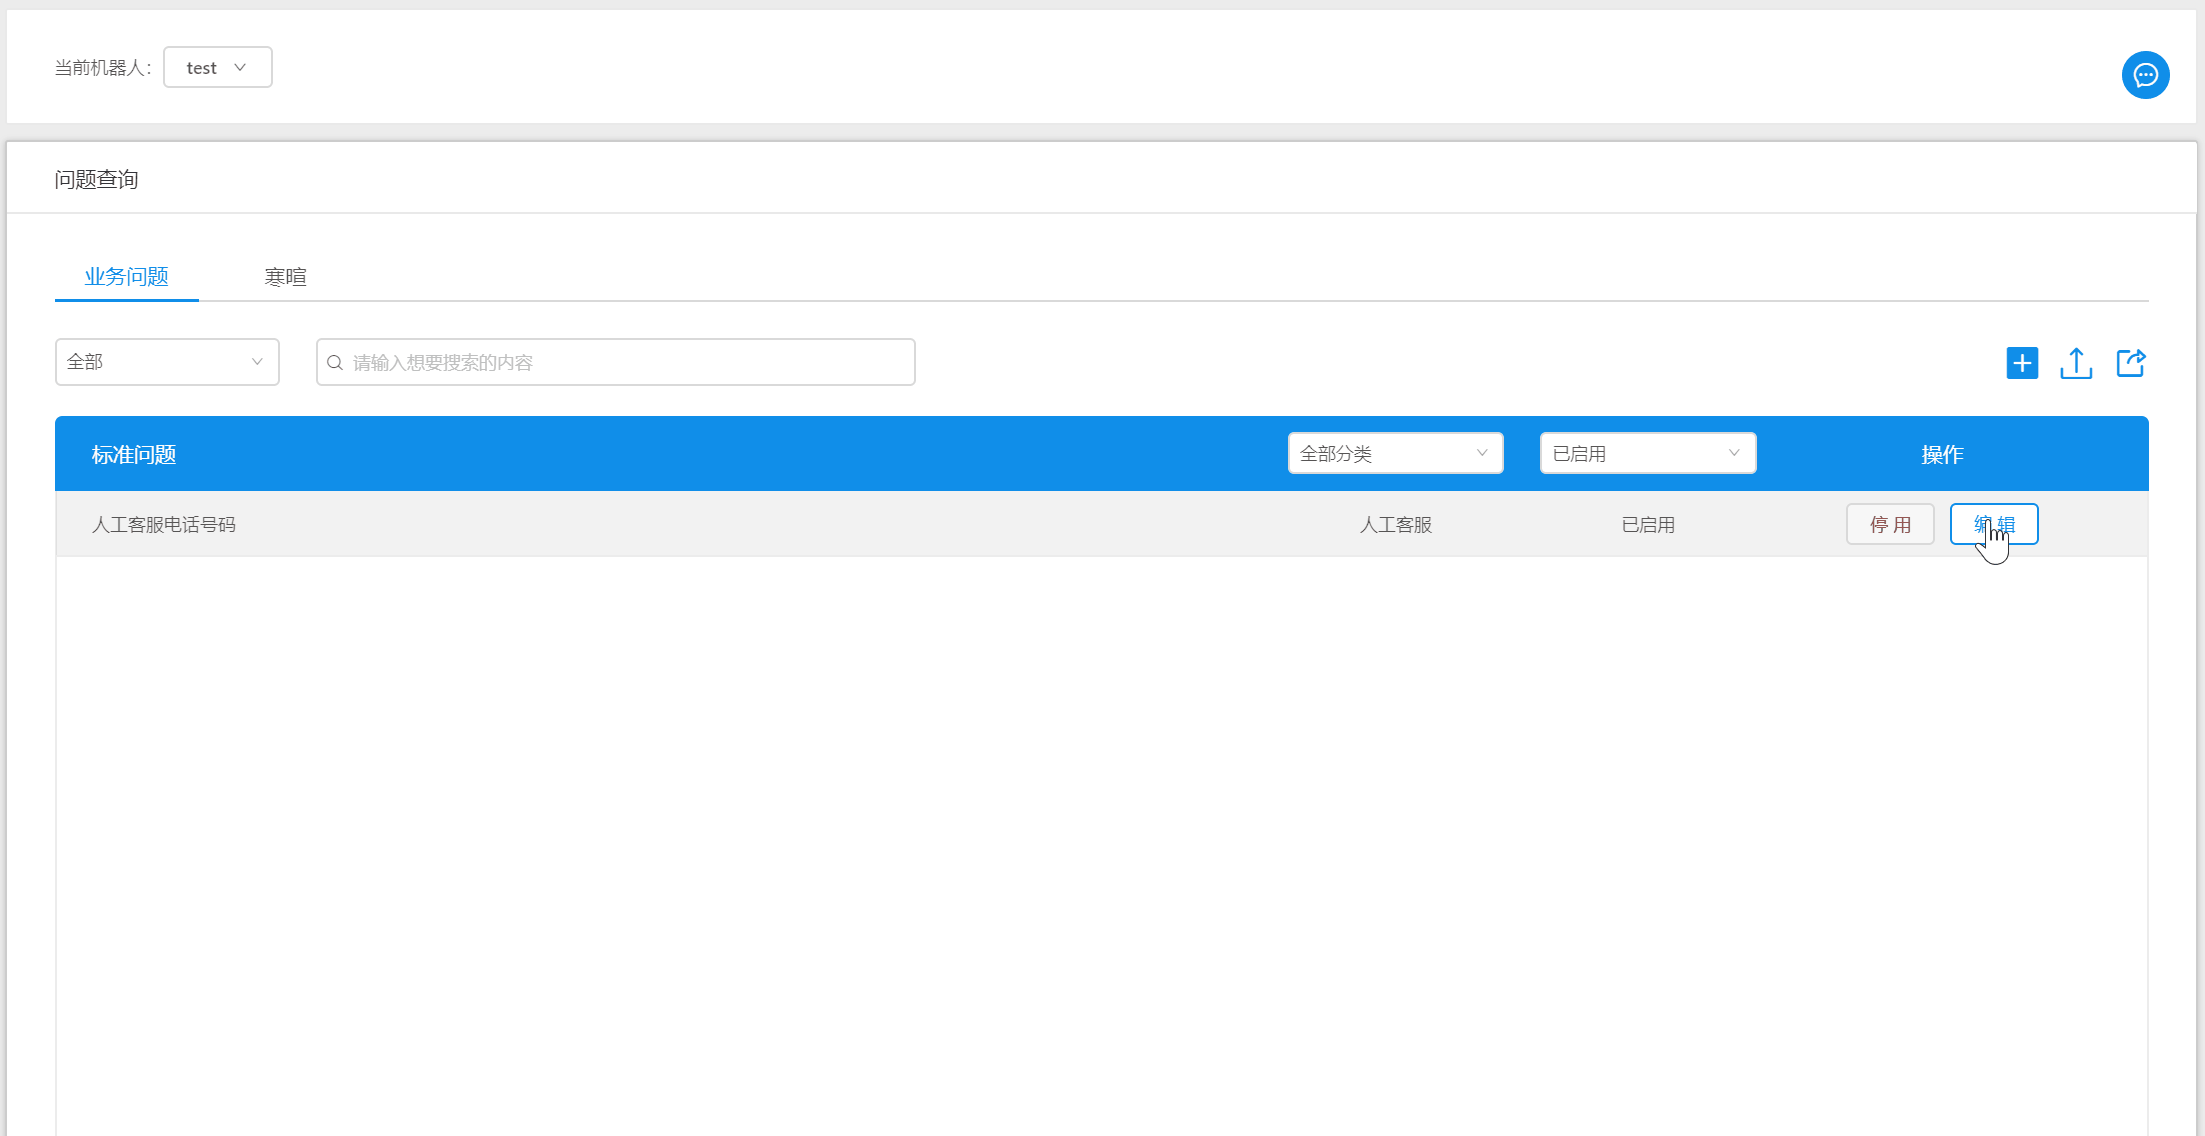 当前机器人: test
问题查询
业务问题 寒暄
全部 请输入想要搜索的内容
标准问题 全部分类 已启用 操作
人工客服电话号码 人工客服 已启用 停 用 编 辑